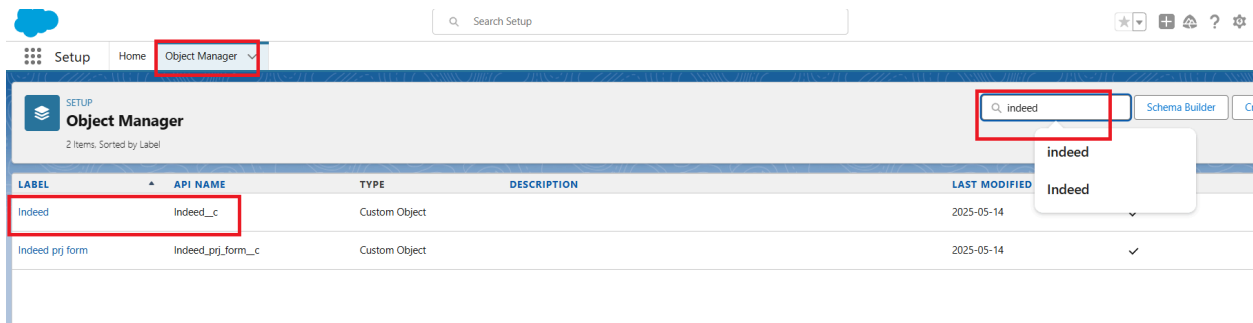 Search Setup
Setup Home Object Manager
SETUP
Object Manager
2 Items, Sorted by Label
indeed
Schema Builder
indeed
Indeed
LABEL API NAME TYPE DESCRIPTION LAST MODIFIED
Indeed Indeed__c Custom Object 2025-05-14
Indeed prj form Indeed_prj_form__c Custom Object 2025-05-14